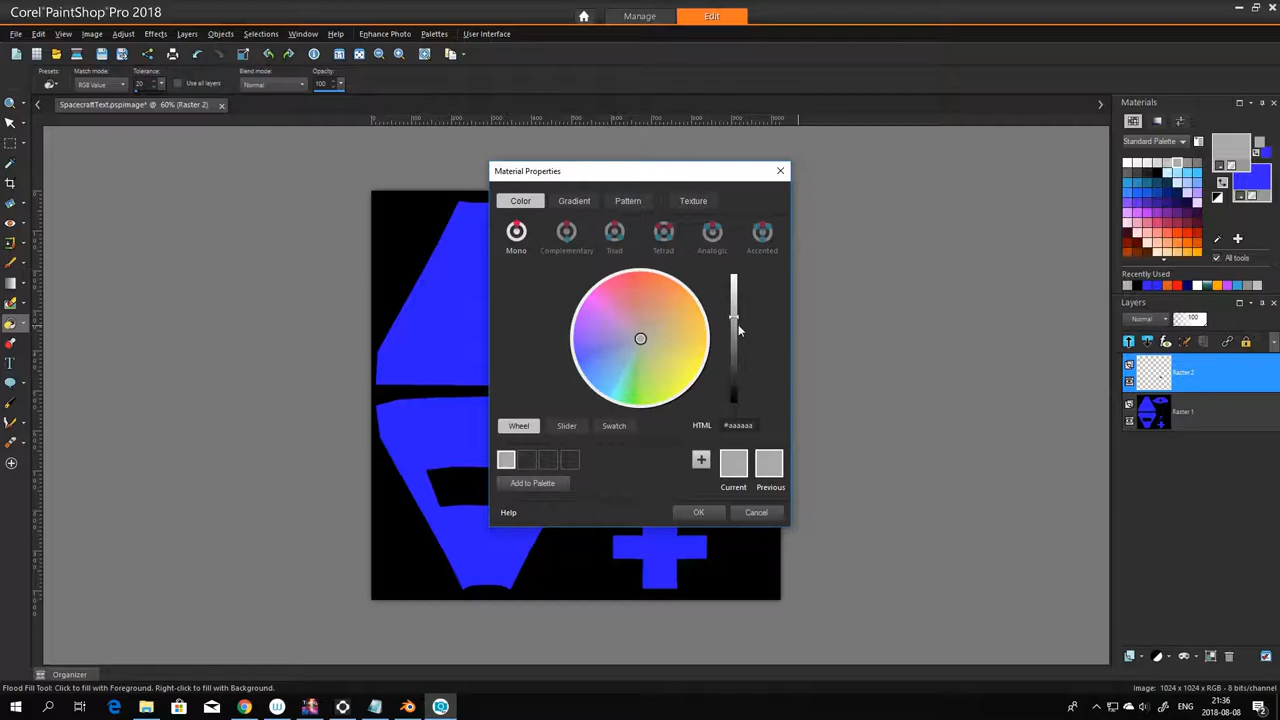 Corel PaintShop Pro 2018
Manage
Edit
File Edit View Image Adjust Effects Layers Objects Selections Window Help Enhance Photo Palettes User Interface
Presets: Match mode: Tolerance: Blend mode: Opacity:
RGB Value 20 Use all layers Normal 100
SpacecraftText.pspimage* @ 60% (Raster 2)
Materials
Standard Palette
All tools
Recently Used
Layers
Normal 100
Raster 2
Raster 1
Material Properties
Color Gradient Pattern Texture
Mono Complementary Triad Tetrad Analogic Accented
Wheel Slider Swatch HTML #aaaaaa
Add to Palette Current Previous
Help OK Cancel
Organizer
Flood Fill Tool: Click to fill with Foreground. Right-click to fill with Background.
Image: 1024 x 1024 x RGB - 8 bits/channel
ENG
21:36
2018-08-08
2